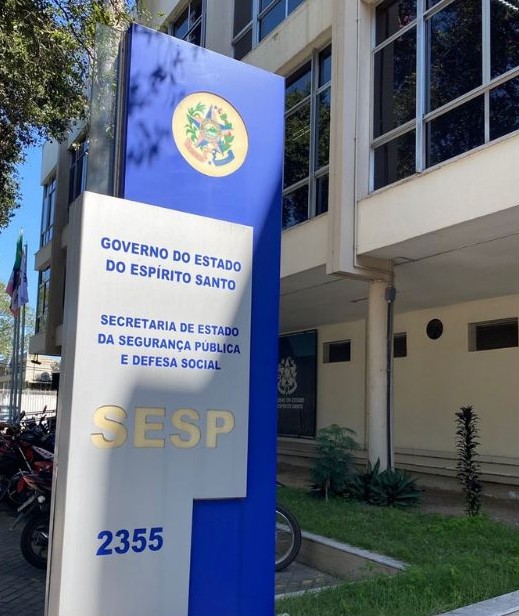 GOVERNO DO ESTADO
DO ESPÍRITO SANTO
SECRETARIA DE ESTADO
DA SEGURANÇA PÚBLICA
E DEFESA SOCIAL
SESP
2355